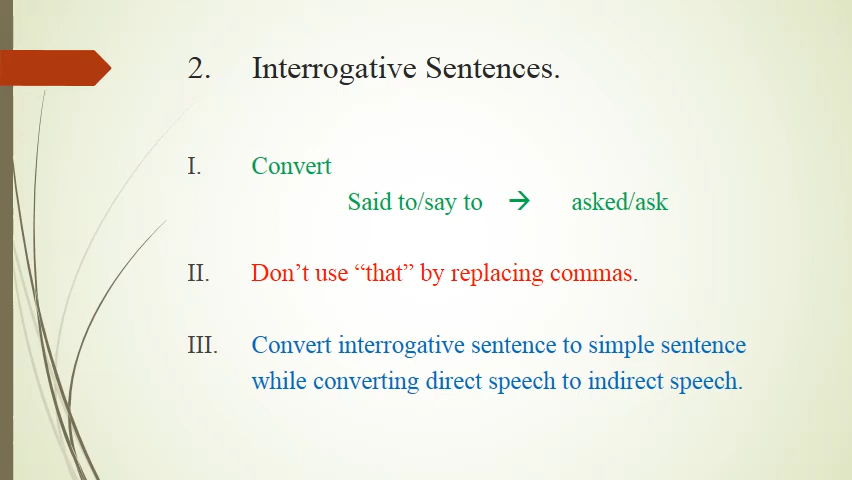 2. Interrogative Sentences.
I. Convert
Said to/say to → asked/ask
II. Don’t use “that” by replacing commas.
III. Convert interrogative sentence to simple sentence
while converting direct speech to indirect speech.